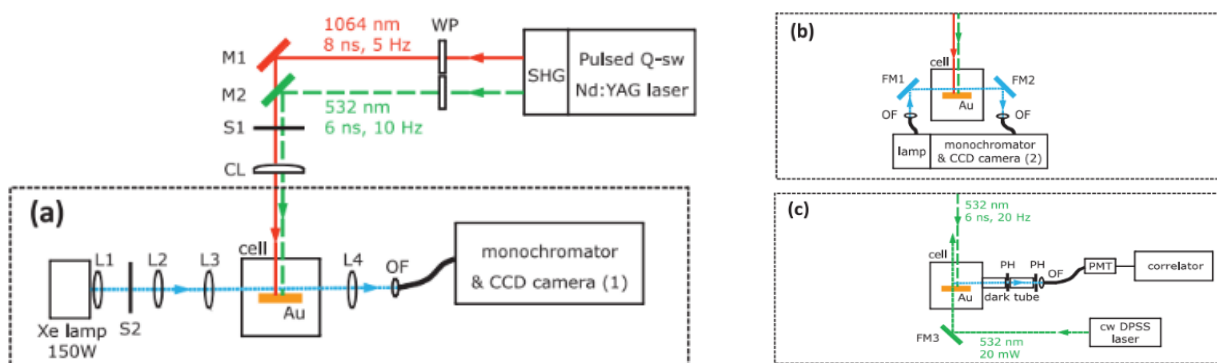 1064 nm
8 ns, 5 Hz
WP
M1
SHG
Pulsed Q-sw
Nd:YAG laser
M2
532 nm
6 ns, 10 Hz
S1
CL
(a)
cell
L1
L2
L3
L4
OF
monochromator
& CCD camera (1)
Au
Xe lamp
150W
S2
(b)
cell
FM1
FM2
Au
OF
OF
lamp
monochromator
& CCD camera (2)
(c)
532 nm
6 ns, 20 Hz
cell
PH
PH
OF
PMT
correlator
Au
dark tube
FM3
532 nm
20 mW
cw DPSS
laser